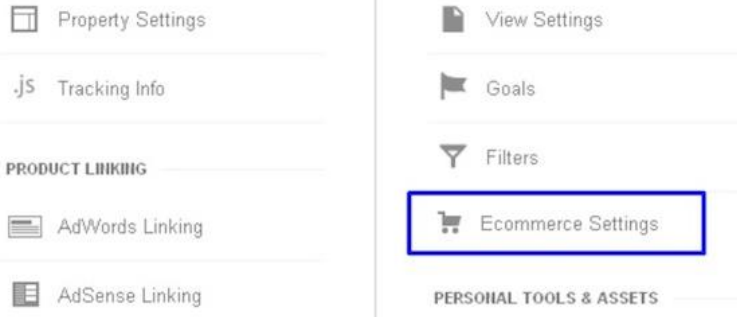 Property Settings
.js Tracking Info
PRODUCT LINKING
AdWords Linking
AdSense Linking
View Settings
Goals
Filters
Ecommerce Settings
PERSONAL TOOLS & ASSETS